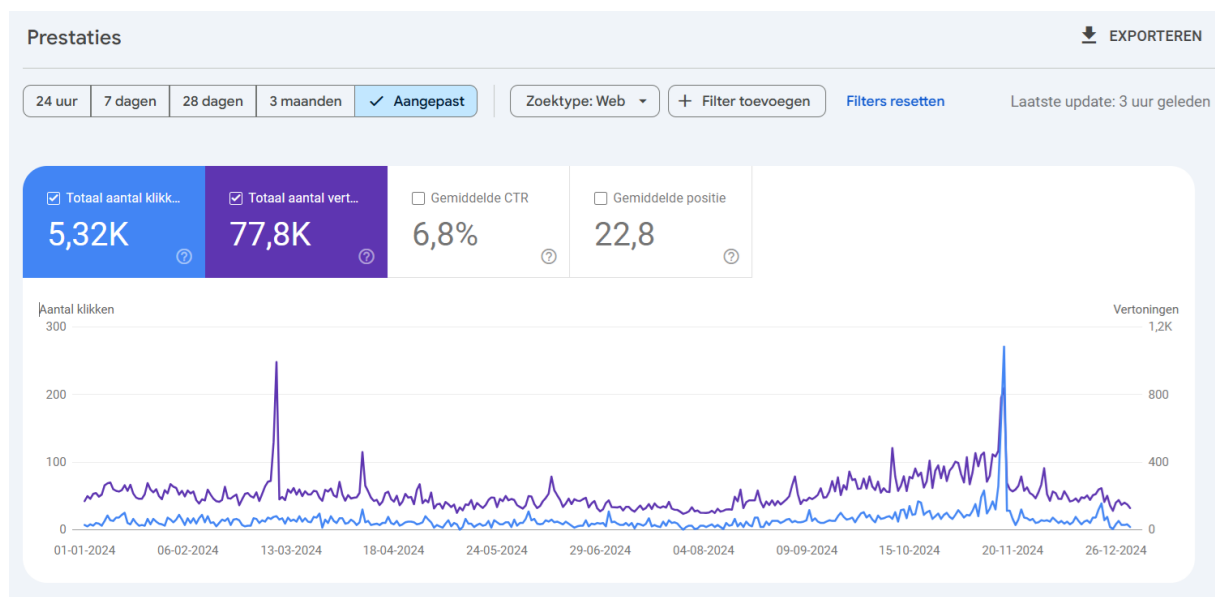 Prestaties
EXPORTEREN
24 uur 7 dagen 28 dagen 3 maanden Aangepast Zoektype: Web Filter toevoegen Filters resetten Laatste update: 3 uur geleden
Totaal aantal klikk... Totaal aantal vert... Gemiddelde CTR Gemiddelde positie
5,32K 77,8K 6,8% 22,8
Aantal klikken Vertoningen
300 1,2K
200 800
100 400
0 0
01-01-2024 06-02-2024 13-03-2024 18-04-2024 24-05-2024 29-06-2024 04-08-2024 09-09-2024 15-10-2024 20-11-2024 26-12-2024